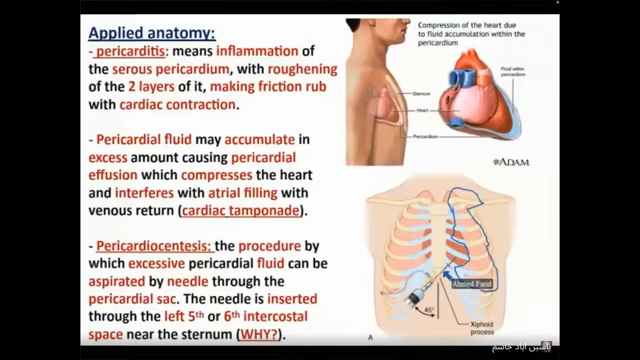 Applied anatomy:
- pericarditis: means inflammation of
the serous pericardium, with roughening
of the 2 layers of it, making friction rub
with cardiac contraction.
- Pericardial fluid may accumulate in
excess amount causing pericardial
effusion which compresses the heart
and interferes with atrial filling with
venous return (cardiac tamponade).
- Pericardiocentesis: the procedure by
which excessive pericardial fluid can be
aspirated by needle through the
pericardial sac. The needle is inserted
through the left 5th or 6th intercostal
space near the sternum (WHY?).
Compression of the heart due
to fluid accumulation within the
pericardium
Fluid within
pericardium
Sternum
Heart
Pericardium
ADAM.
Ahmed Farid
45°
Xiphoid
process
A
ياسين اياد جاسم